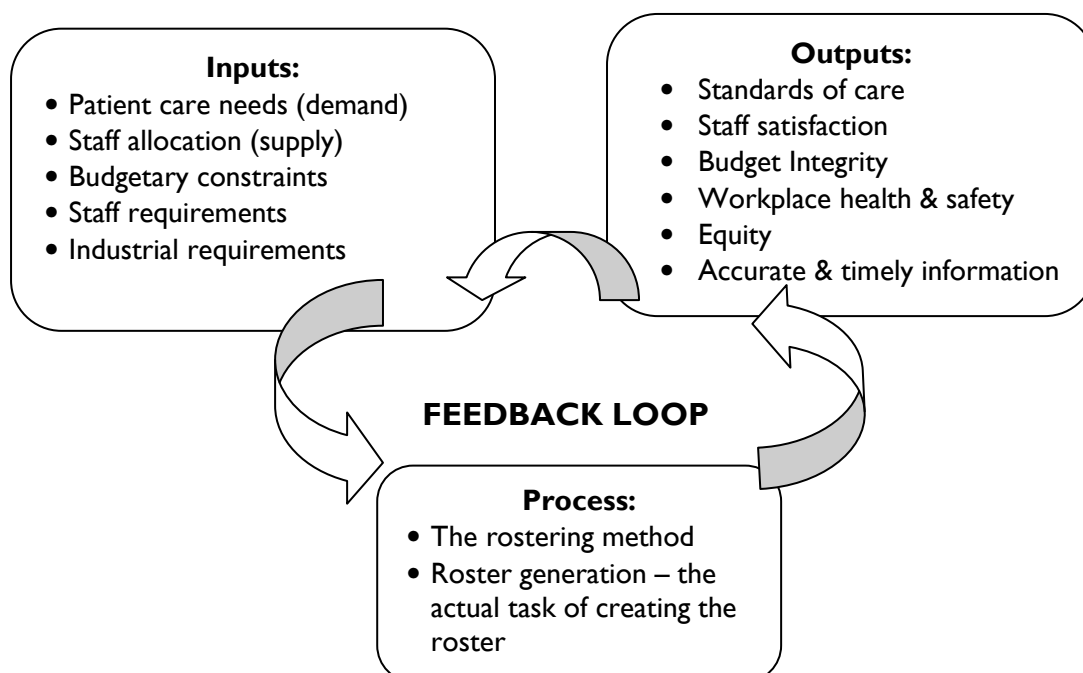 Inputs:
• Patient care needs (demand)
• Staff allocation (supply)
• Budgetary constraints
• Staff requirements
• Industrial requirements
Outputs:
• Standards of care
• Staff satisfaction
• Budget Integrity
• Workplace health & safety
• Equity
• Accurate & timely information
FEEDBACK LOOP
Process:
• The rostering method
• Roster generation – the
actual task of creating the
roster